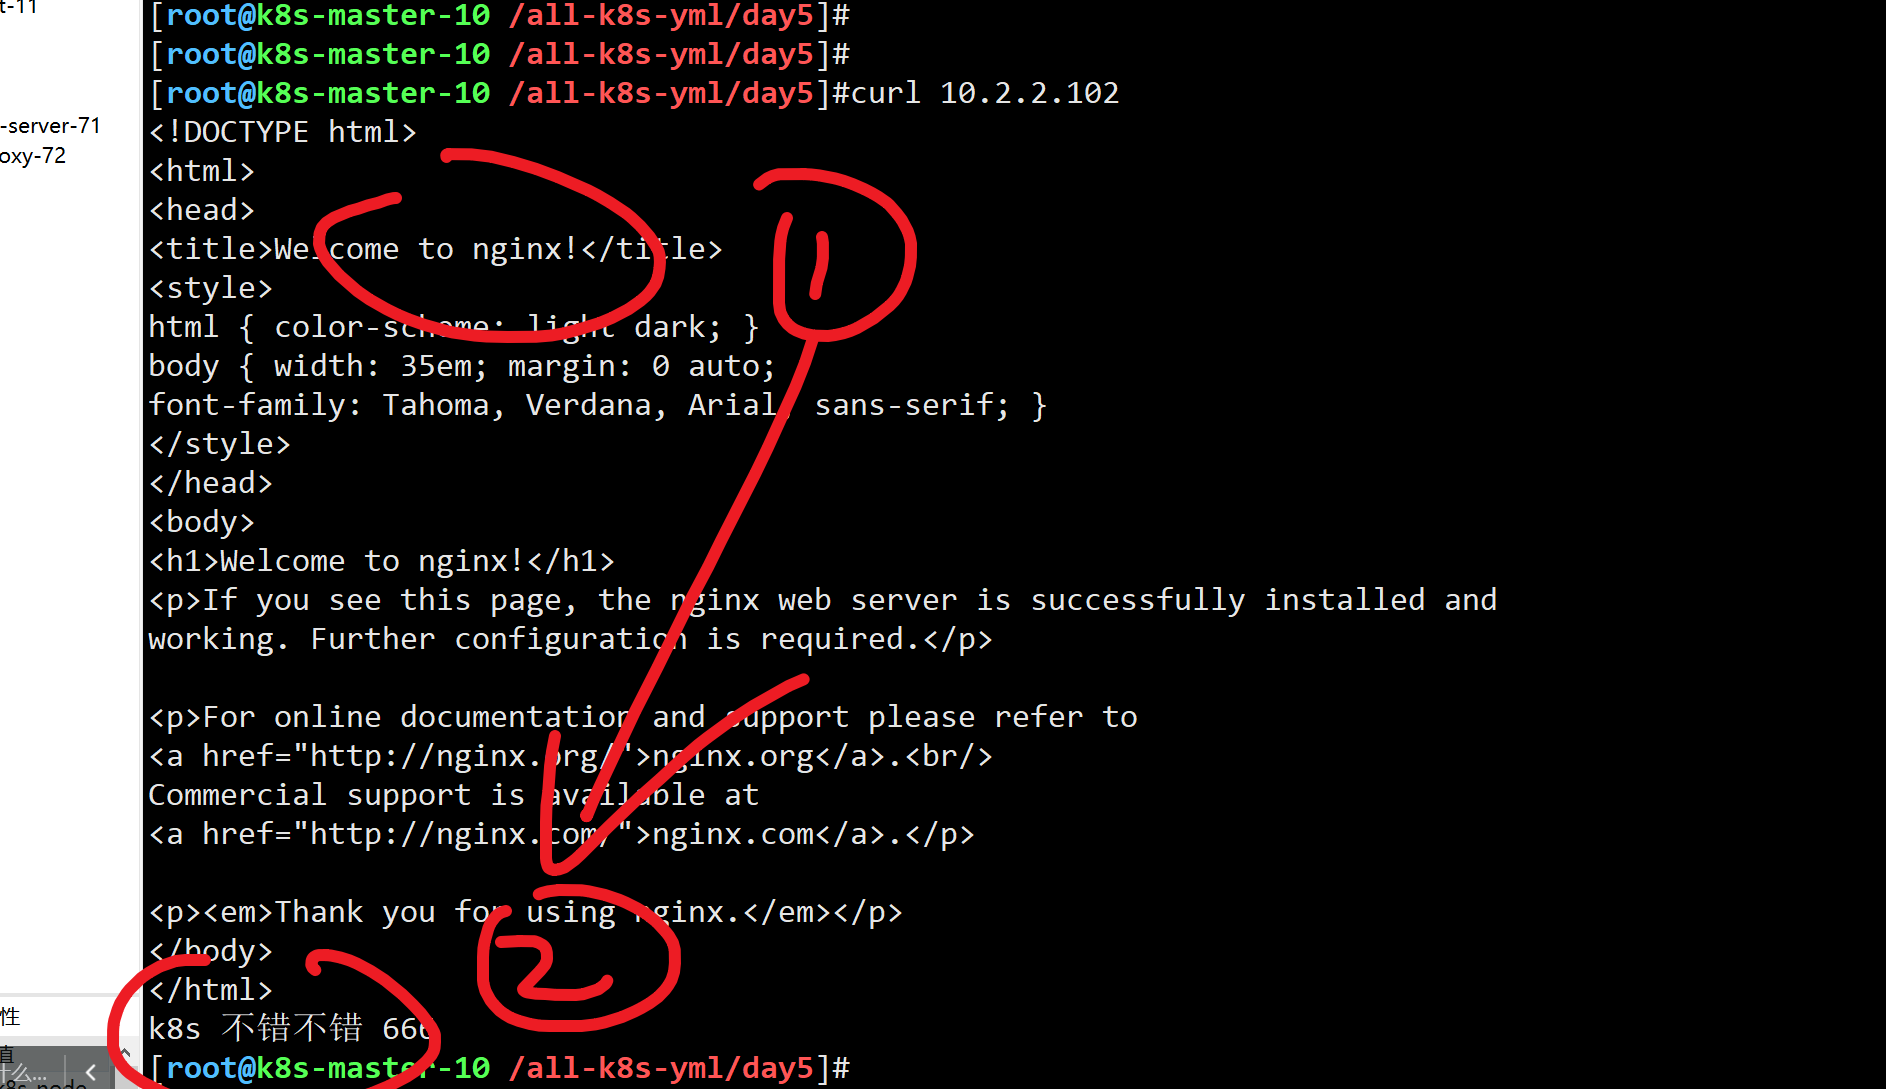 t-11
-server-71
oxy-72
性
值
什么...
k8s-node
[root@k8s-master-10 /all-k8s-yml/day5]#
[root@k8s-master-10 /all-k8s-yml/day5]#
[root@k8s-master-10 /all-k8s-yml/day5]#curl 10.2.2.102
<!DOCTYPE html>
<html>
<head>
<title>Welcome to nginx!</title>
<style>
html { color-scheme: light dark; }
body { width: 35em; margin: 0 auto;
font-family: Tahoma, Verdana, Arial, sans-serif; }
</style>
</head>
<body>
<h1>Welcome to nginx!</h1>
<p>If you see this page, the nginx web server is successfully installed and
working. Further configuration is required.</p>
<p>For online documentation and support please refer to
<a href="http://nginx.org/">nginx.org</a>.<br/>
Commercial support is available at
<a href="http://nginx.com/">nginx.com</a>.</p>
<p><em>Thank you for using nginx.</em></p>
</body>
</html>
k8s 不错不错 666
[root@k8s-master-10 /all-k8s-yml/day5]#
1
2